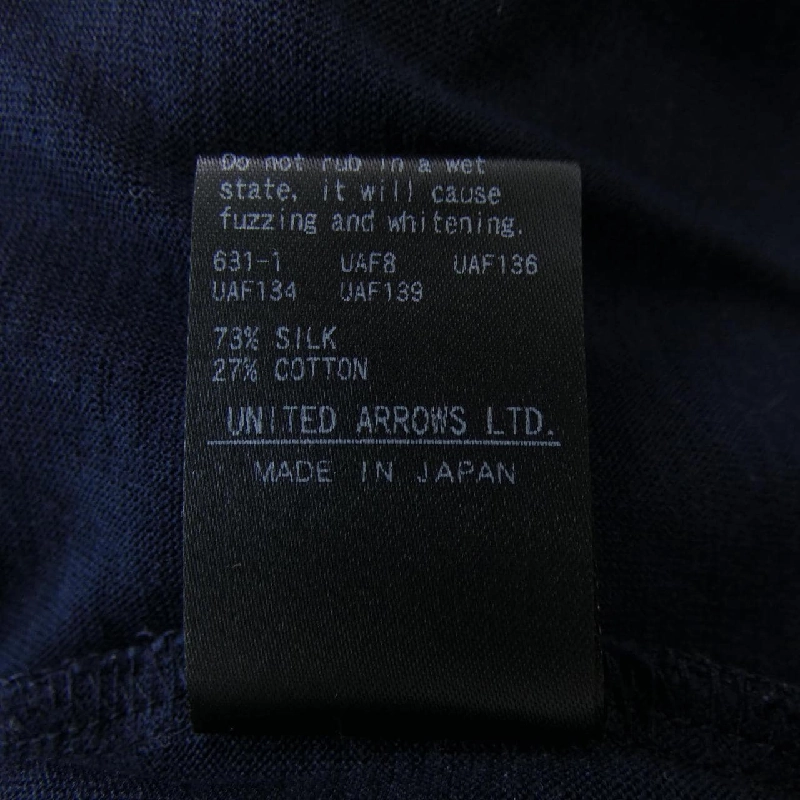 Do not rub in a wet
state, it will cause
fuzzing and whitening.
631-1 UAF8 UAF136
UAF134 UAF139
73% SILK
27% COTTON
UNITED ARROWS LTD.
MADE IN JAPAN